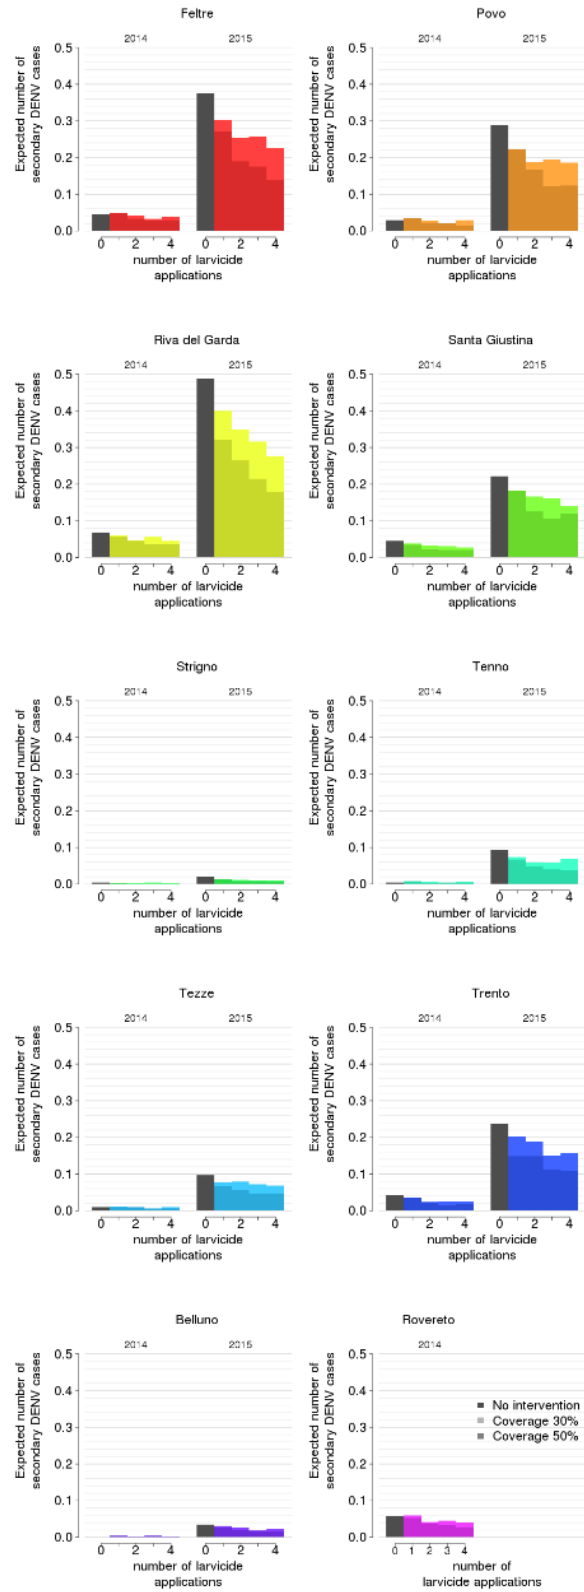 Feltre
2014 2015
Expected number of
secondary DENV cases
0.5
0.4
0.3
0.2
0.1
0.0
0 2 4 0 2 4
number of larvicide
applications
Povo
2014 2015
Expected number of
secondary DENV cases
0.5
0.4
0.3
0.2
0.1
0.0
0 2 4 0 2 4
number of larvicide
applications
Riva del Garda
2014 2015
Expected number of
secondary DENV cases
0.5
0.4
0.3
0.2
0.1
0.0
0 2 4 0 2 4
number of larvicide
applications
Santa Giustina
2014 2015
Expected number of
secondary DENV cases
0.5
0.4
0.3
0.2
0.1
0.0
0 2 4 0 2 4
number of larvicide
applications
Strigno
2014 2015
Expected number of
secondary DENV cases
0.5
0.4
0.3
0.2
0.1
0.0
0 2 4 0 2 4
number of larvicide
applications
Tenno
2014 2015
Expected number of
secondary DENV cases
0.5
0.4
0.3
0.2
0.1
0.0
0 2 4 0 2 4
number of larvicide
applications
Tezze
2014 2015
Expected number of
secondary DENV cases
0.5
0.4
0.3
0.2
0.1
0.0
0 2 4 0 2 4
number of larvicide
applications
Trento
2014 2015
Expected number of
secondary DENV cases
0.5
0.4
0.3
0.2
0.1
0.0
0 2 4 0 2 4
number of larvicide
applications
Belluno
2014 2015
Expected number of
secondary DENV cases
0.5
0.4
0.3
0.2
0.1
0.0
0 2 4 0 2 4
number of larvicide
applications
Rovereto
2014
Expected number of
secondary DENV cases
0.5
0.4
0.3
0.2
0.1
0.0
No intervention
Coverage 30%
Coverage 50%
0 1 2 3 4
number of
larvicide applications